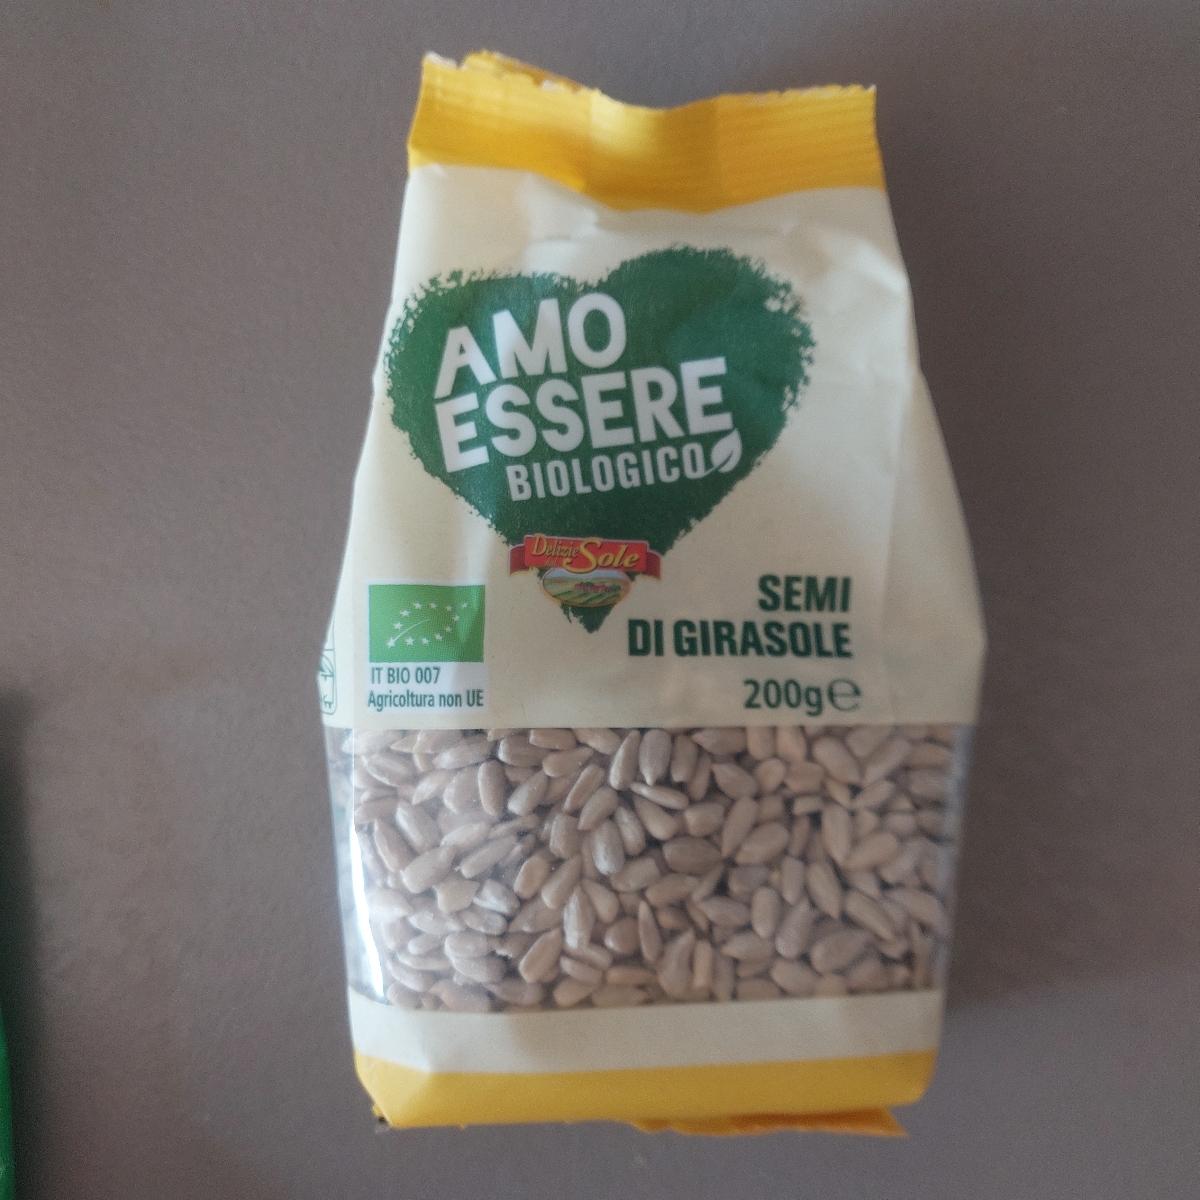 AMO
ESSERE
BIOLOGICO
Delizie
Sole
SEMI
DI GIRASOLE
200g℮
IT BIO 007
Agricoltura non UE